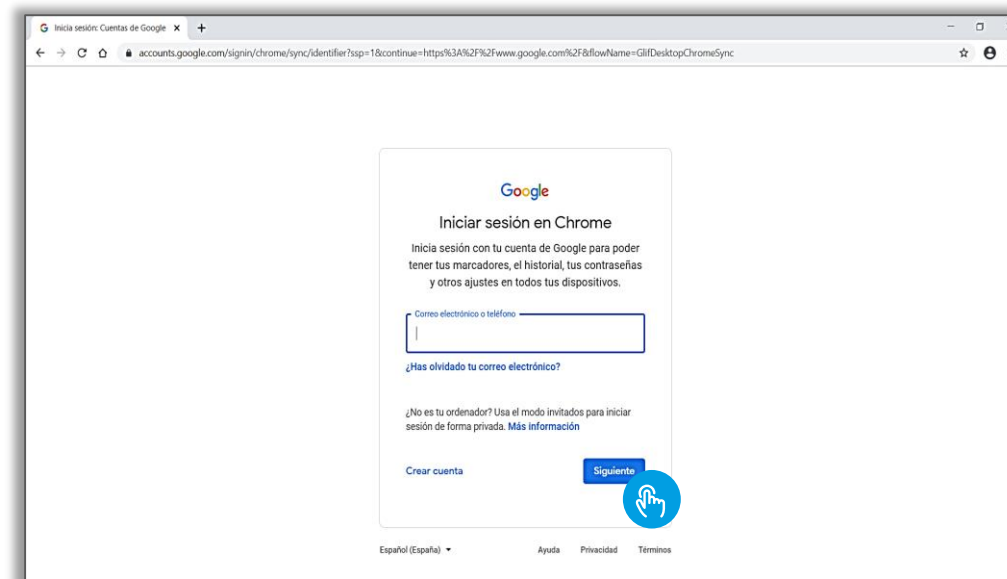 Inicia sesión: Cuentas de Google
accounts.google.com/signin/chrome/sync/identifier?ssp=1&continue=https%3A%2F%2Fwww.google.com%2F&flowName=GlifDesktopChromeSync
Google
Iniciar sesión en Chrome
Inicia sesión con tu cuenta de Google para poder
tener tus marcadores, el historial, tus contraseñas
y otros ajustes en todos tus dispositivos.
Correo electrónico o teléfono
¿Has olvidado tu correo electrónico?
¿No es tu ordenador? Usa el modo invitados para iniciar
sesión de forma privada. Más información
Crear cuenta Siguiente
Español (España) Ayuda Privacidad Términos